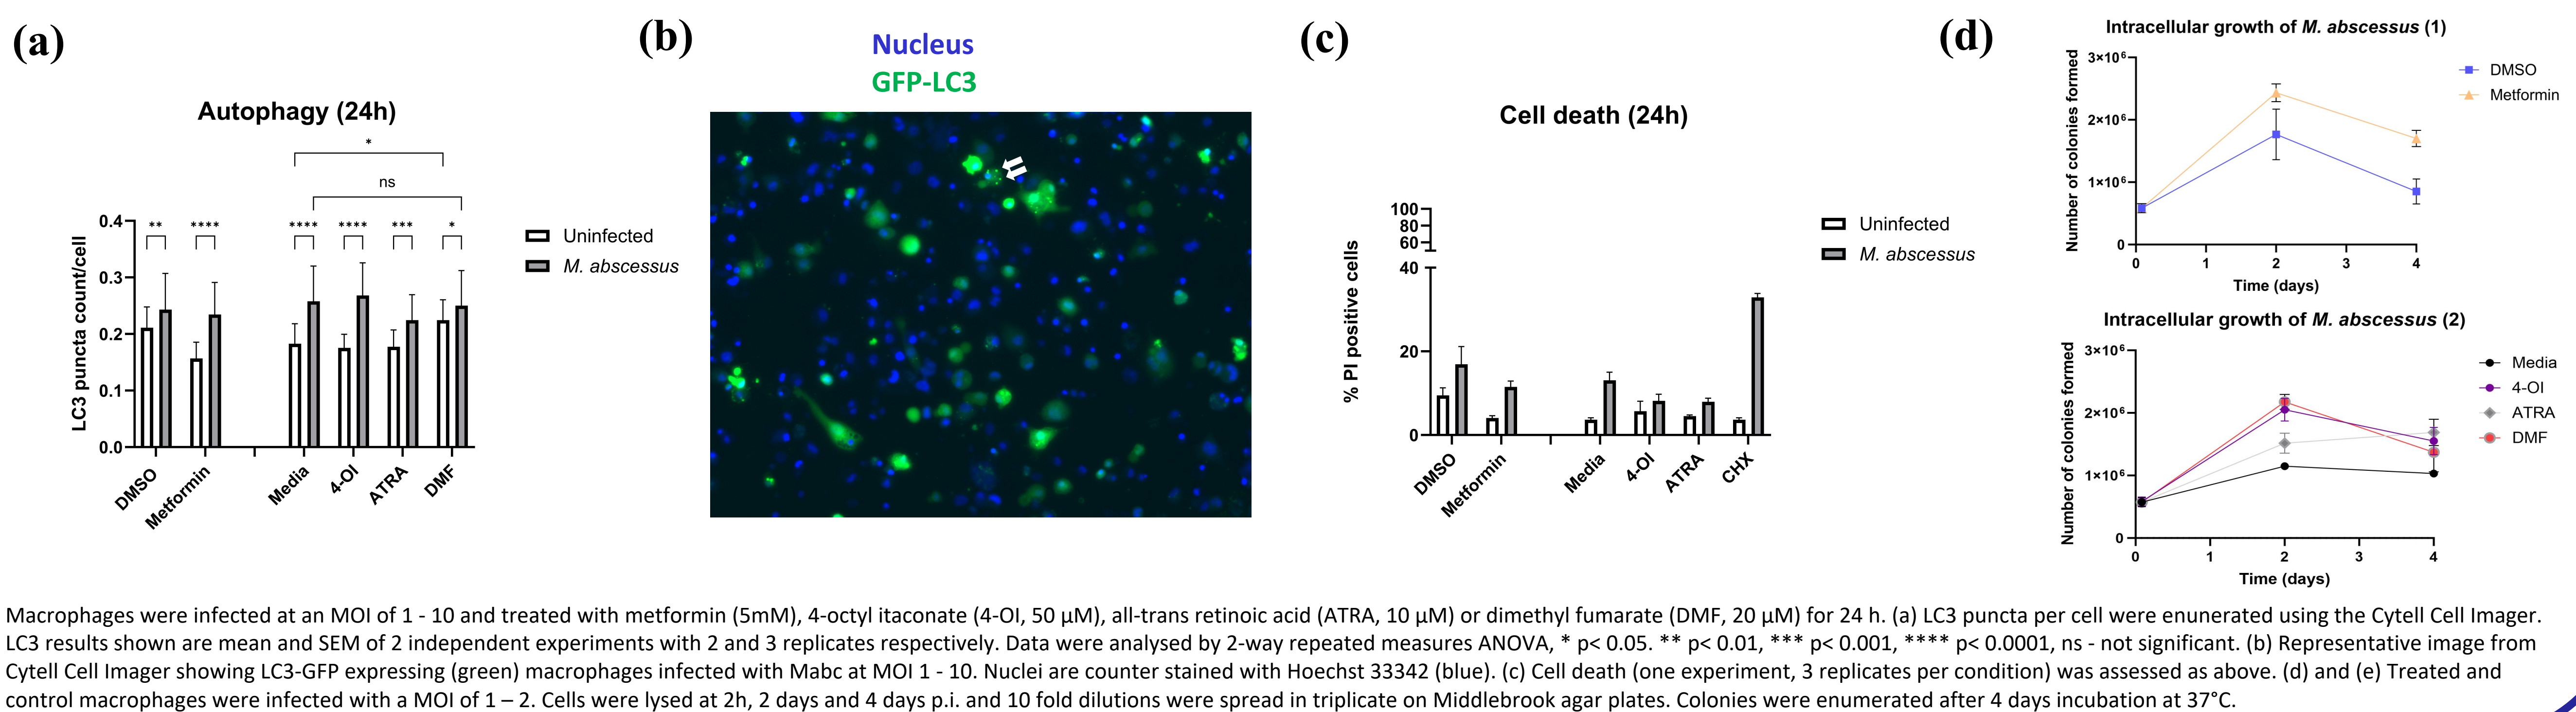 (a)
Autophagy (24h)
*
ns
** **** **** **** *** *
LC3 puncta count/cell
0.4
0.3
0.2
0.1
0.0
DMSO
Metformin
Media
4-OI
ATRA
DMF
Uninfected
M. abscessus
(b)
Nucleus
GFP-LC3
(c)
Cell death (24h)
% PI positive cells
100
80
60
40
20
0
DMSO
Metformin
Media
4-OI
ATRA
CHX
Uninfected
M. abscessus
(d)
Intracellular growth of M. abscessus (1)
Number of colonies formed
3×10⁶
2×10⁶
1×10⁶
0
0 1 2 3 4
Time (days)
DMSO
Metformin
Intracellular growth of M. abscessus (2)
Number of colonies formed
3×10⁶
2×10⁶
1×10⁶
0
0 1 2 3 4
Time (days)
Media
4-OI
ATRA
DMF
Macrophages were infected at an MOI of 1 - 10 and treated with metformin (5mM), 4-octyl itaconate (4-OI, 50 µM), all-trans retinoic acid (ATRA, 10 µM) or dimethyl fumarate (DMF, 20 µM) for 24 h. (a) LC3 puncta per cell were enunerated using the Cytell Cell Imager.
LC3 results shown are mean and SEM of 2 independent experiments with 2 and 3 replicates respectively. Data were analysed by 2-way repeated measures ANOVA, * p< 0.05. ** p< 0.01, *** p< 0.001, **** p< 0.0001, ns - not significant. (b) Representative image from
Cytell Cell Imager showing LC3-GFP expressing (green) macrophages infected with Mabc at MOI 1 - 10. Nuclei are counter stained with Hoechst 33342 (blue). (c) Cell death (one experiment, 3 replicates per condition) was assessed as above. (d) and (e) Treated and
control macrophages were infected with a MOI of 1 – 2. Cells were lysed at 2h, 2 days and 4 days p.i. and 10 fold dilutions were spread in triplicate on Middlebrook agar plates. Colonies were enumerated after 4 days incubation at 37°C.